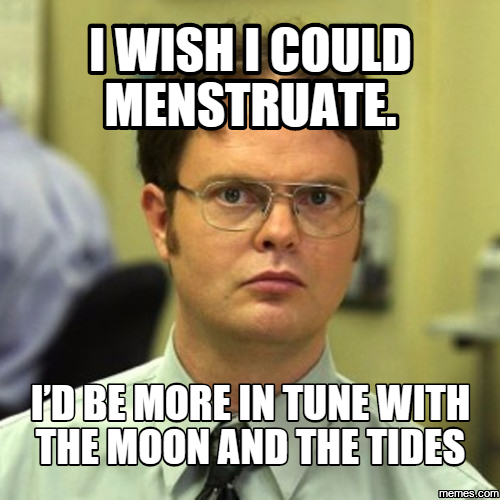 I WISH I COULD
MENSTRUATE.
I'D BE MORE IN TUNE WITH
THE MOON AND THE TIDES
memes.com